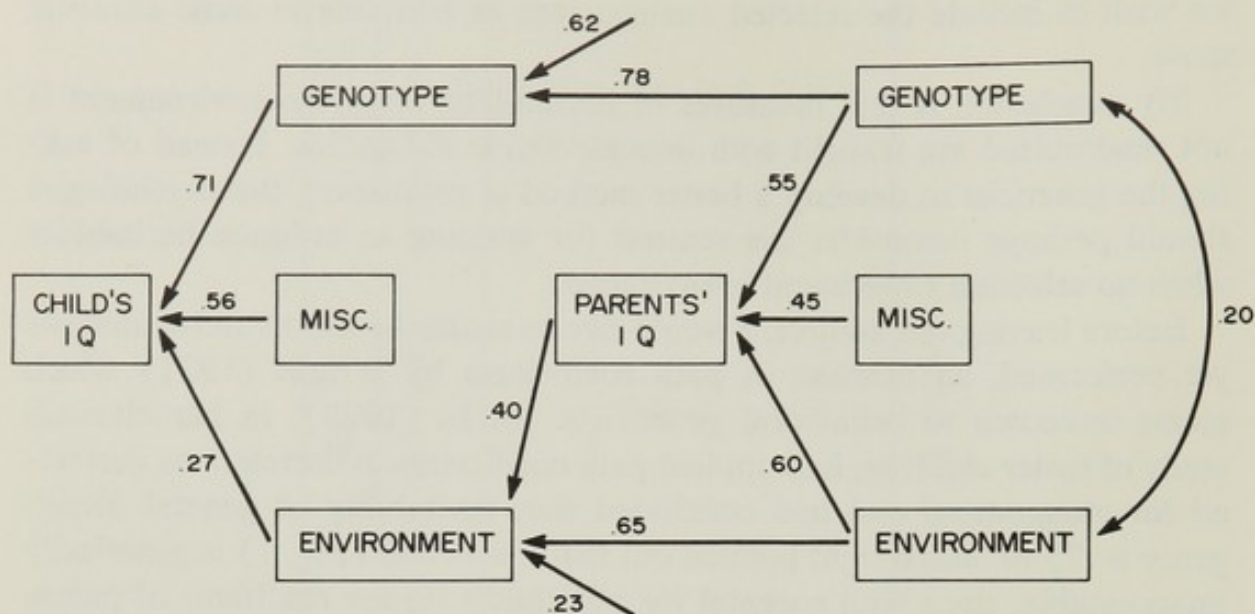 .62
GENOTYPE
.78
GENOTYPE
.71
.55
CHILD'S
IQ
.56
MISC.
PARENTS'
IQ
.45
MISC.
.20
.40
.27
.60
ENVIRONMENT
.65
ENVIRONMENT
.23